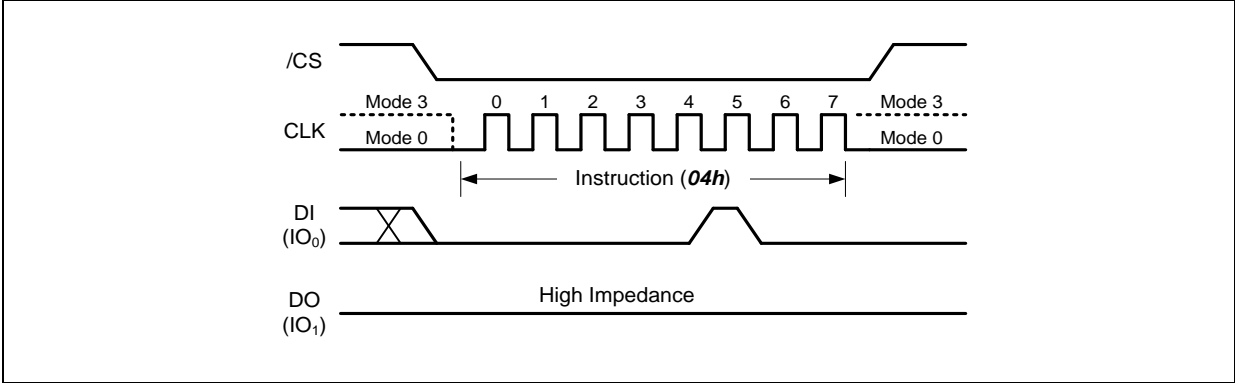 /CS
Mode 3 0 1 2 3 4 5 6 7 Mode 3
CLK
Mode 0 Mode 0
Instruction (04h)
DI
(IO₀)
High Impedance
DO
(IO₁)